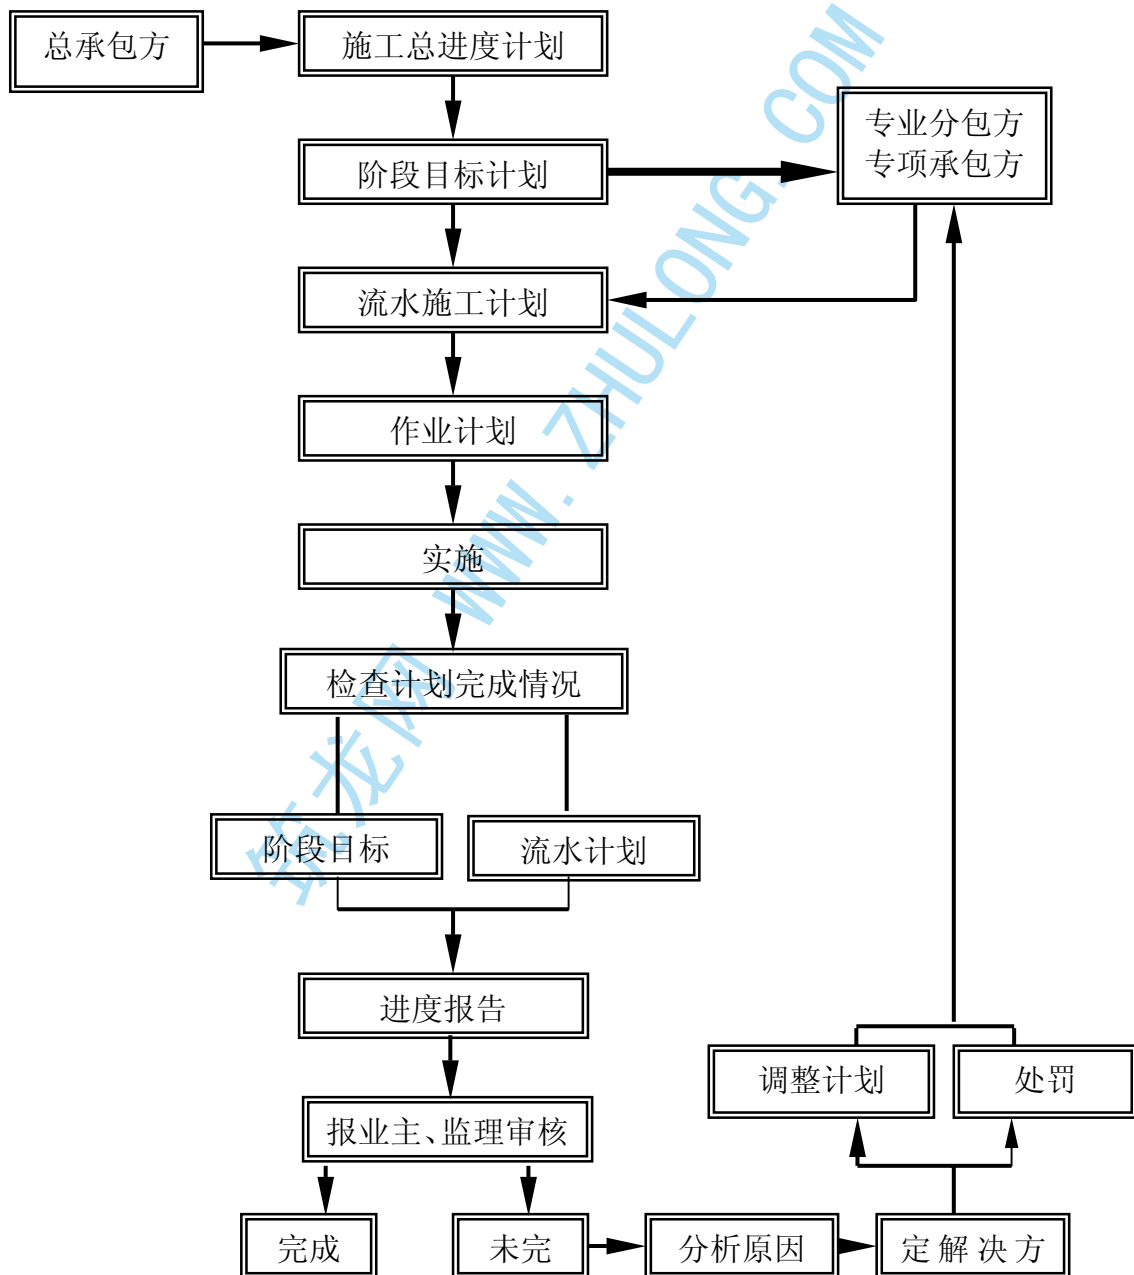 总承包方
施工总进度计划
专业分包方
专项承包方
阶段目标计划
流水施工计划
作业计划
实施
检查计划完成情况
阶段目标
流水计划
进度报告
调整计划
处罚
报业主、监理审核
完成
未完
分析原因
定解决方
筑龙网 WWW.ZHULONG.COM